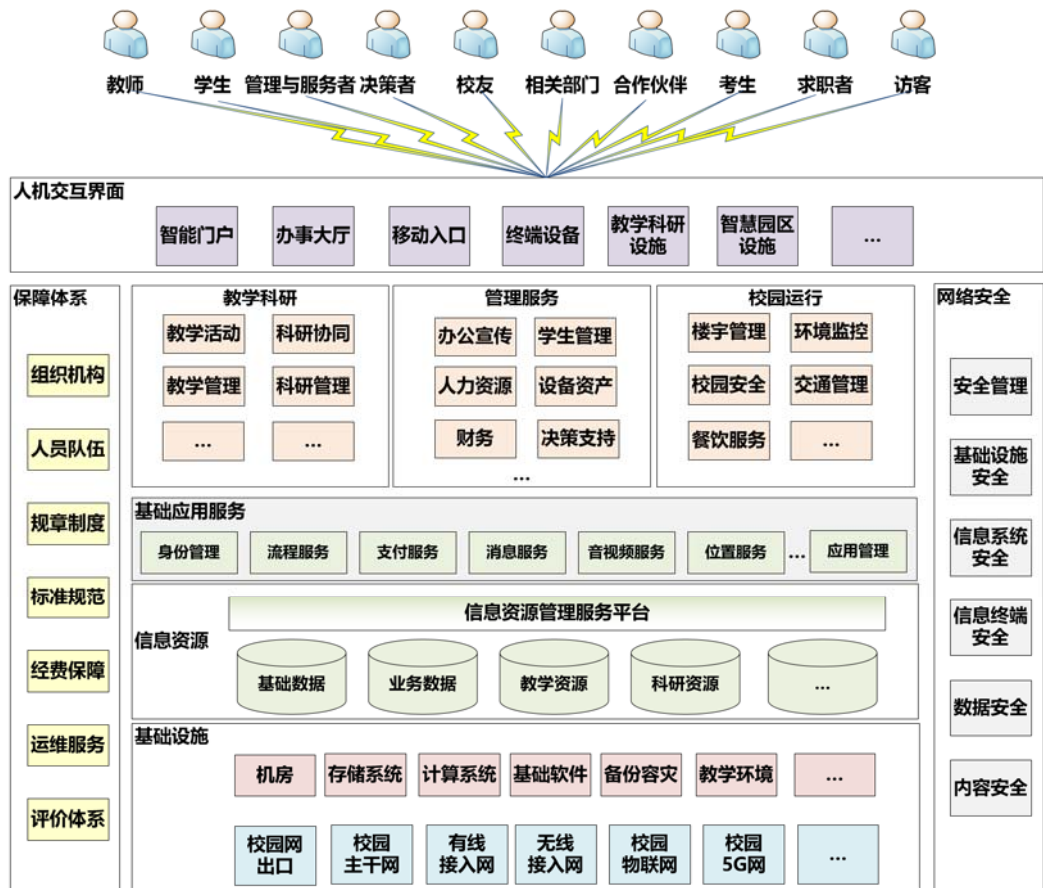 教师 学生 管理与服务者 决策者 校友 相关部门 合作伙伴 考生 求职者 访客
人机交互界面
智能门户 办事大厅 移动入口 终端设备 教学科研 智慧园区 …
设施 设施
保障体系
组织机构
人员队伍
规章制度
标准规范
经费保障
运维服务
评价体系
教学科研
教学活动 科研协同
教学管理 科研管理
… …
管理服务
办公宣传 学生管理
人力资源 设备资产
财务 决策支持
…
校园运行
楼宇管理 环境监控
校园安全 交通管理
餐饮服务 …
基础应用服务
身份管理 流程服务 支付服务 消息服务 音视频服务 位置服务 … 应用管理
信息资源管理服务平台
信息资源
基础数据 业务数据 教学资源 科研资源 …
基础设施
机房 存储系统 计算系统 基础软件 备份容灾 教学环境 …
校园网 校园 有线 无线 校园 校园 …
出口 主干网 接入网 接入网 物联网 5G网
网络安全
安全管理
基础设施
安全
信息系统
安全
信息终端
安全
数据安全
内容安全